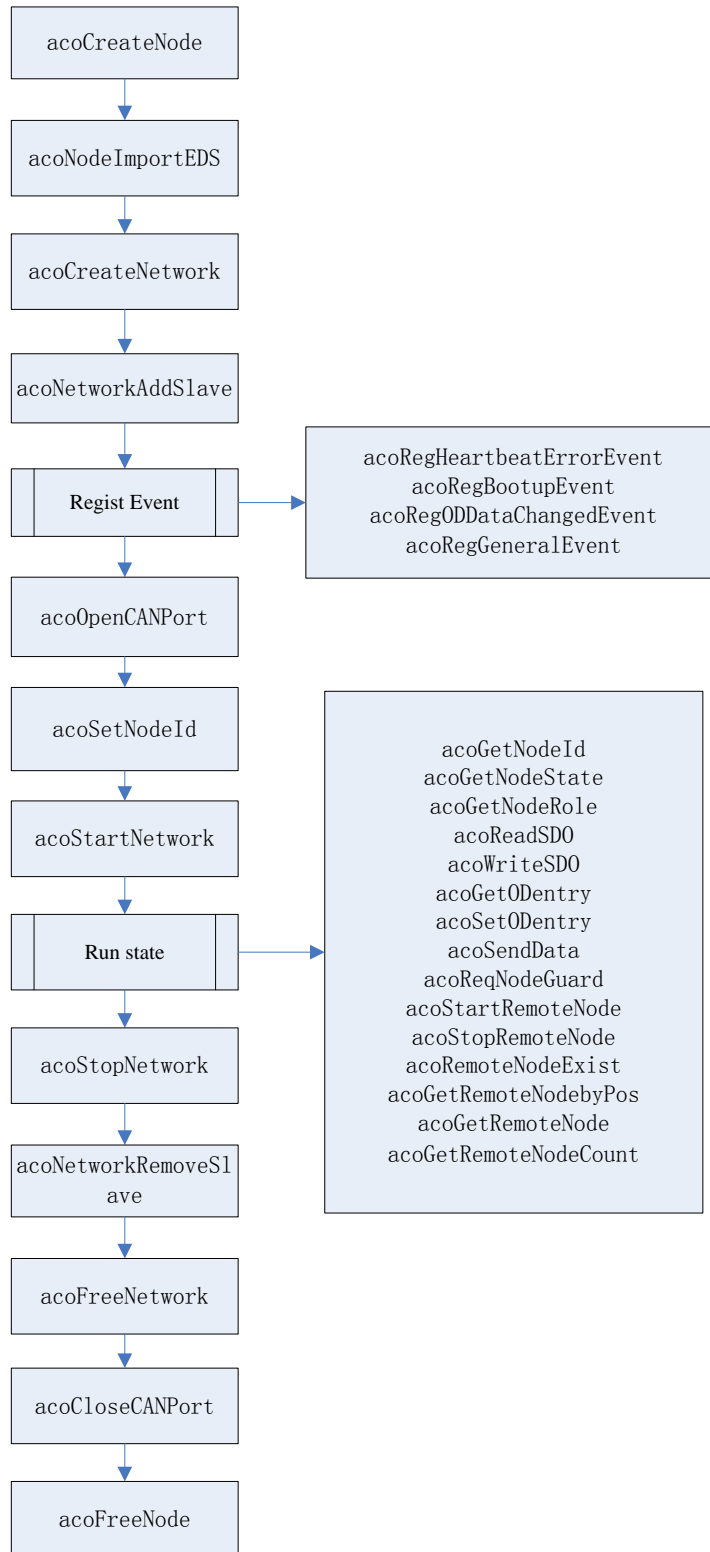 acoCreateNode
acoNodeImportEDS
acoCreateNetwork
acoNetworkAddSlave
Regist Event
acoRegHeartbeatErrorEvent
acoRegBootupEvent
acoRegODDataChangedEvent
acoRegGeneralEvent
acoOpenCANPort
acoSetNodeId
acoStartNetwork
Run state
acoGetNodeId
acoGetNodeState
acoGetNodeRole
acoReadSDO
acoWriteSDO
acoGetODentry
acoSetODentry
acoSendData
acoReqNodeGuard
acoStartRemoteNode
acoStopRemoteNode
acoRemoteNodeExist
acoGetRemoteNodebyPos
acoGetRemoteNode
acoGetRemoteNodeCount
acoStopNetwork
acoNetworkRemoveSl
ave
acoFreeNetwork
acoCloseCANPort
acoFreeNode